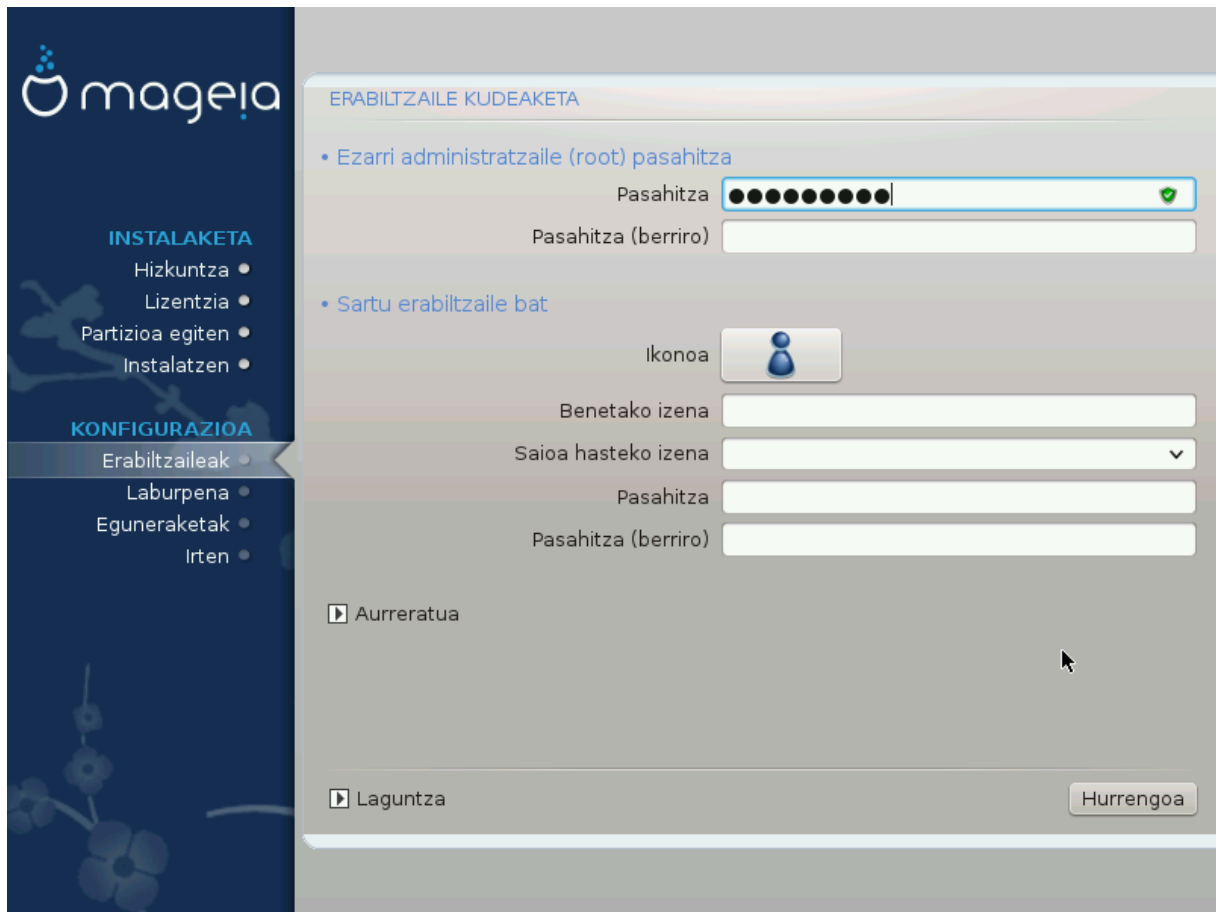 mageia
INSTALAKETA
Hizkuntza
Lizentzia
Partizioa egiten
Instalatzen
KONFIGURAZIOA
Erabiltzaileak
Laburpena
Eguneraketak
Irten
ERABILTZAILE KUDEAKETA
• Ezarri administratzaile (root) pasahitza
Pasahitza ●●●●●●●●●
Pasahitza (berriro)
• Sartu erabiltzaile bat
Ikonoa
Benetako izena
Saioa hasteko izena
Pasahitza
Pasahitza (berriro)
Aurreratua
Laguntza
Hurrengoa